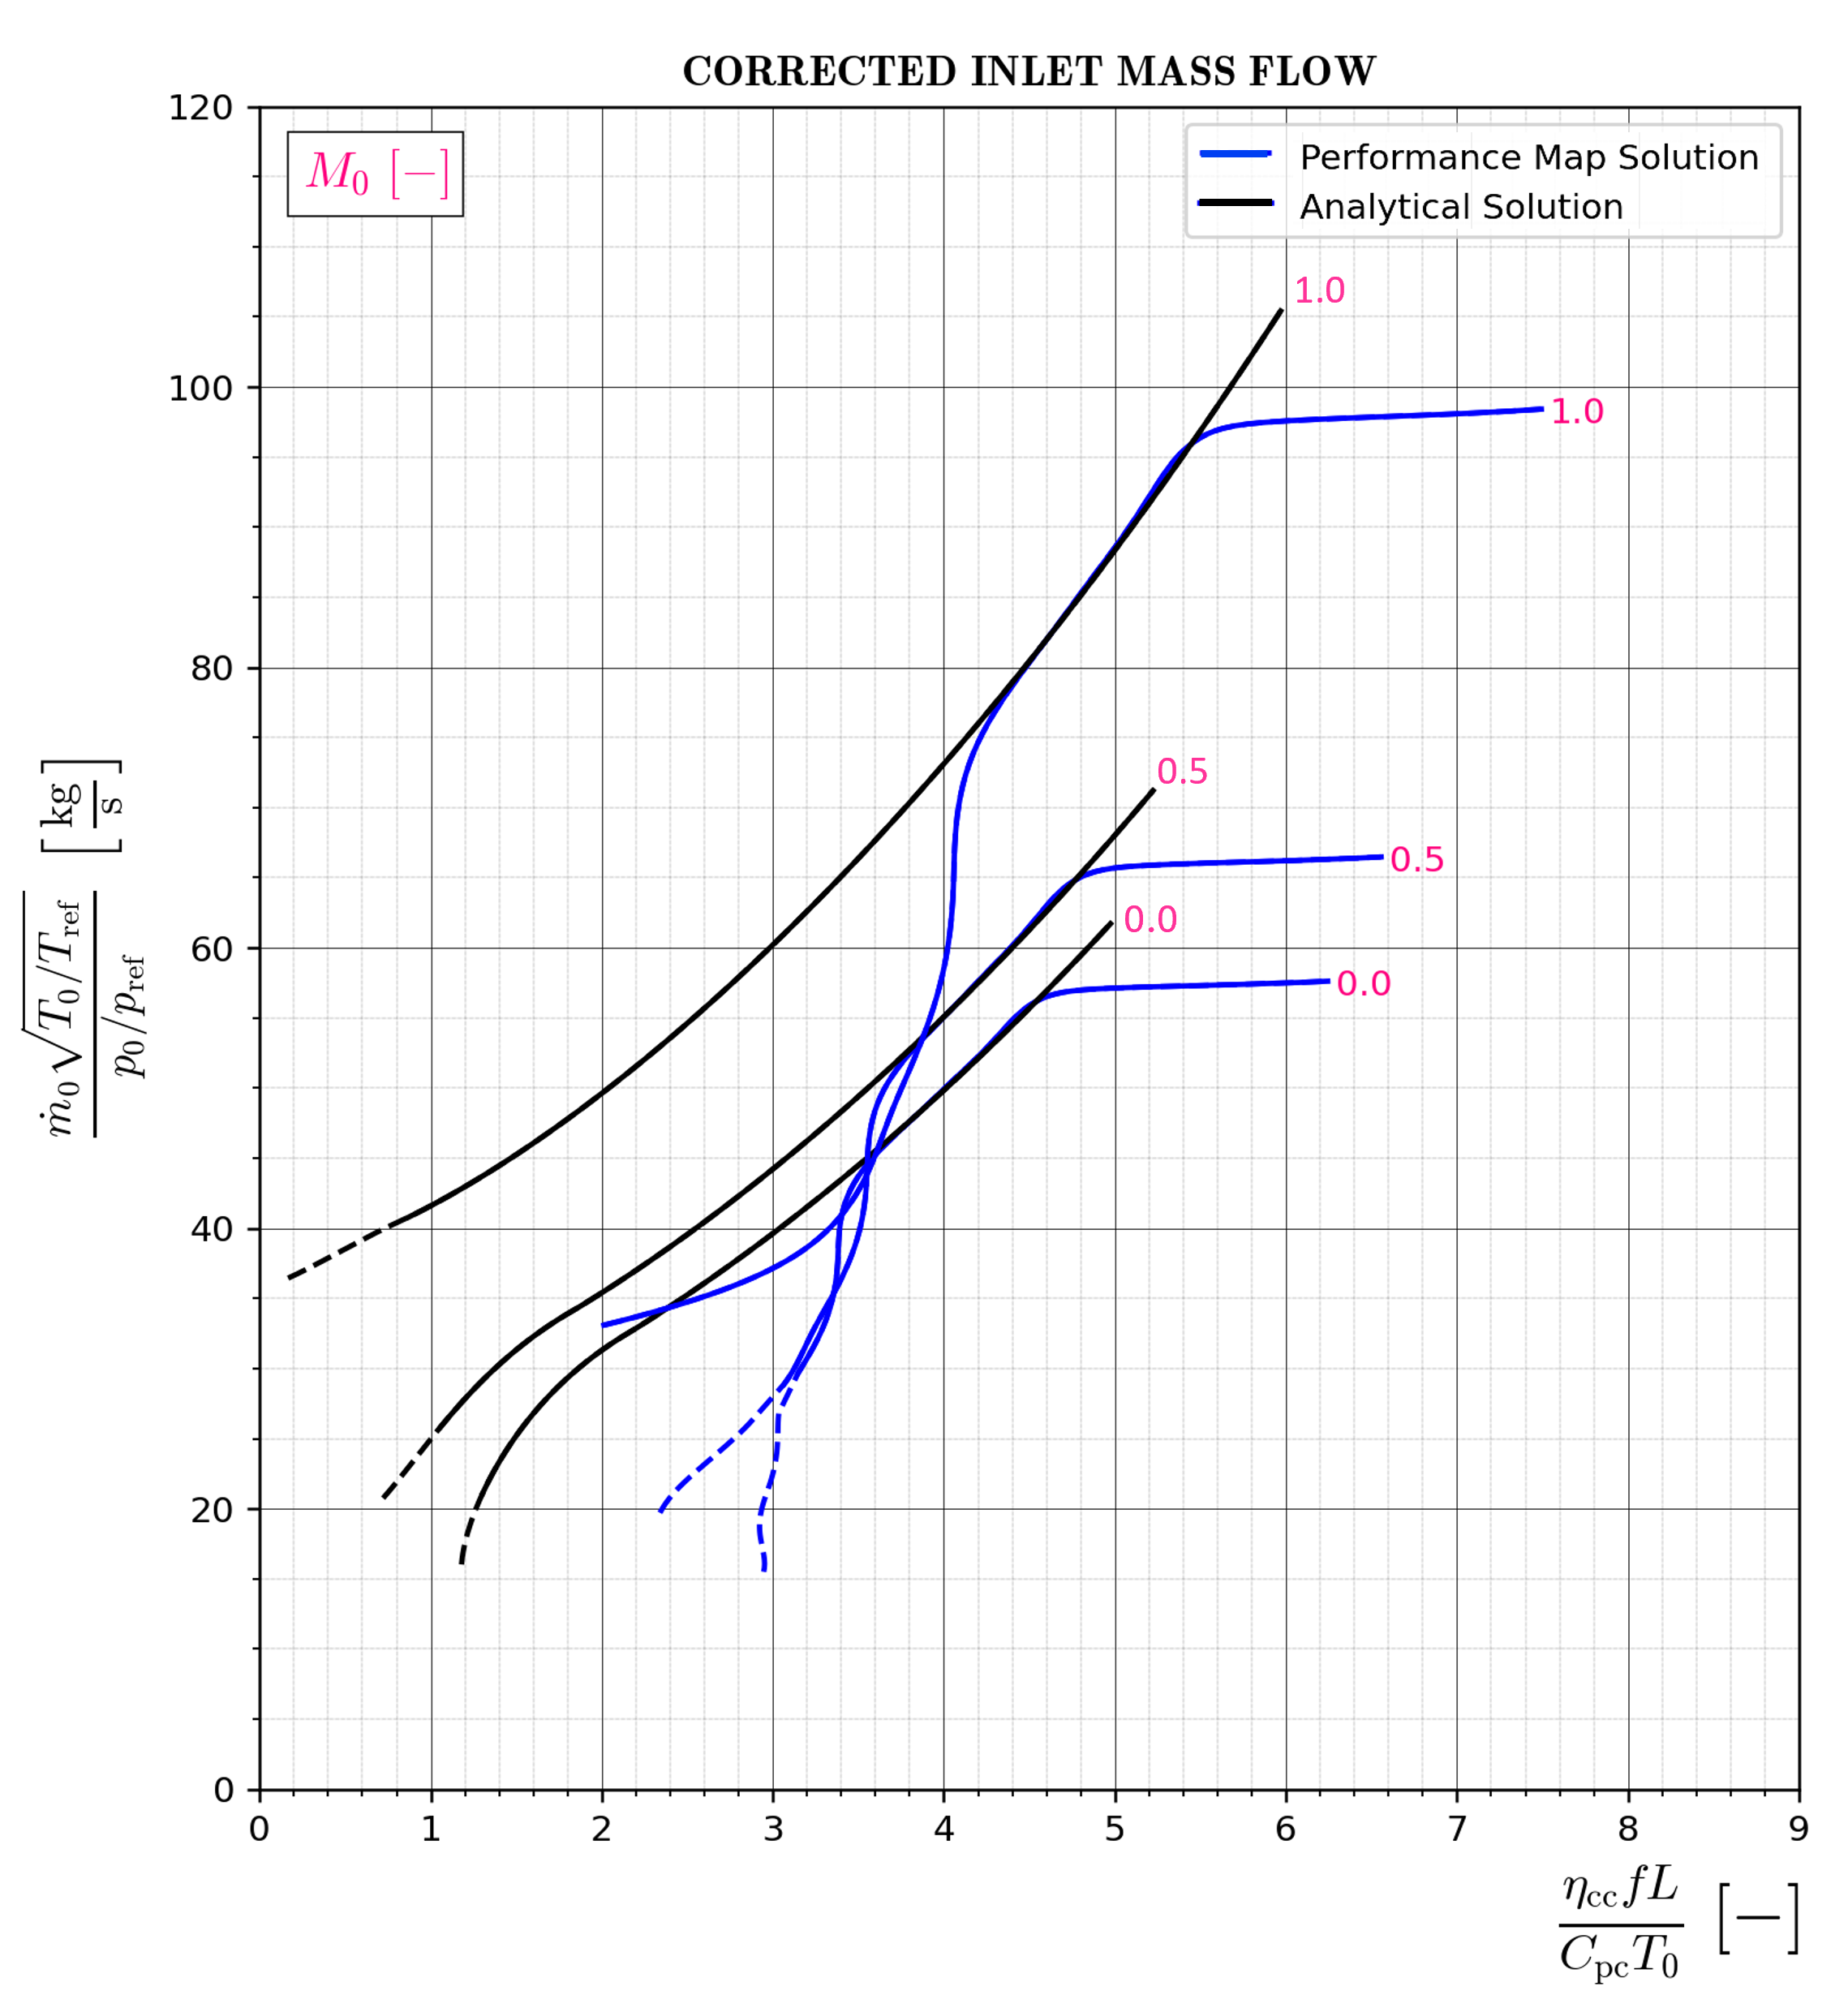 CORRECTED INLET MASS FLOW
120
M₀ [−]
Performance Map Solution
Analytical Solution
1.0
100
1.0
80
0.5
0.5
60
0.0
0.0
ṁ₀√(T₀/T_ref) / (p₀/p_ref) [kg/s]
40
20
0
0 1 2 3 4 5 6 7 8 9
η_cc f L / (C_pc T₀) [−]